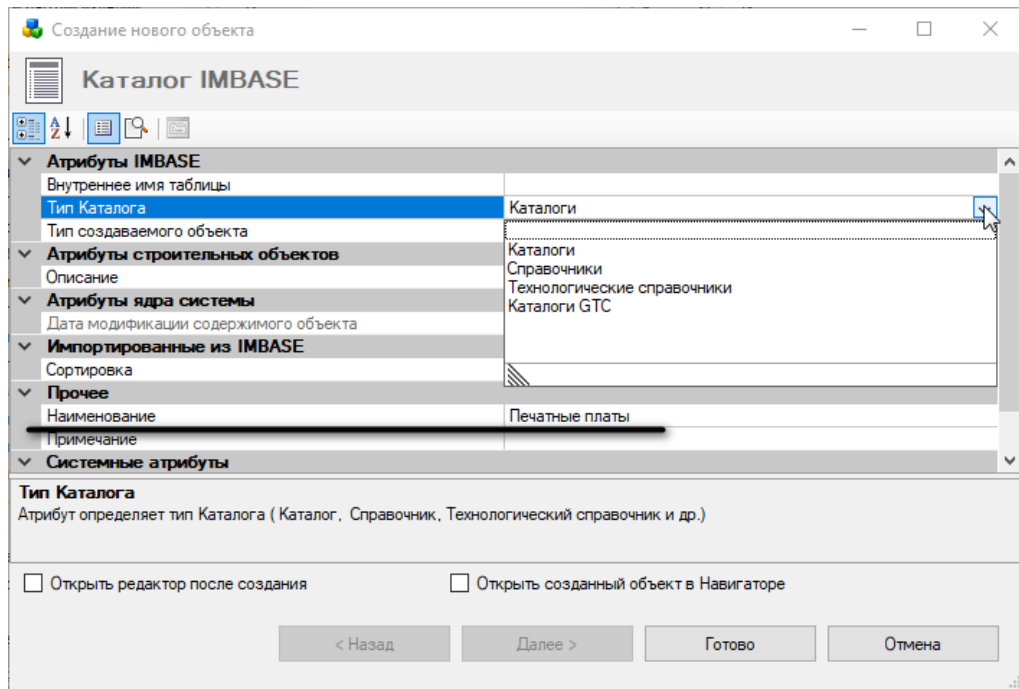 Создание нового объекта
Каталог IMBASE
Атрибуты IMBASE
Внутреннее имя таблицы
Тип Каталога Каталоги
Тип создаваемого объекта
Каталоги
Справочники
Технологические справочники
Каталоги GTC
Атрибуты строительных объектов
Описание
Атрибуты ядра системы
Дата модификации содержимого объекта
Импортированные из IMBASE
Сортировка
Прочее
Наименование Печатные платы
Примечание
Системные атрибуты
Тип Каталога
Атрибут определяет тип Каталога ( Каталог, Справочник, Технологический справочник и др.)
Открыть редактор после создания Открыть созданный объект в Навигаторе
< Назад Далее > Готово Отмена